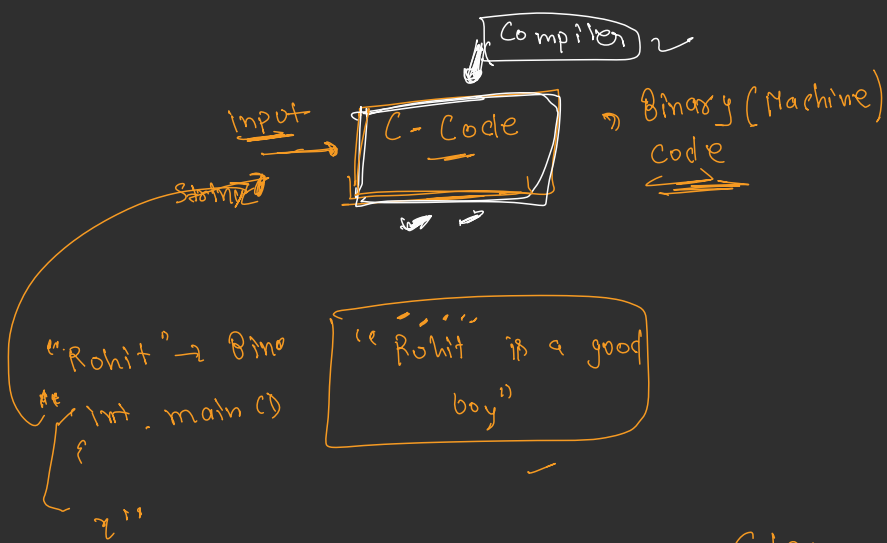 Compiler
Input
C - Code
Binary (Machine)
code
String
"Rohit" → Bina
"Rohit is a good
boy"
int main ()
{
}"